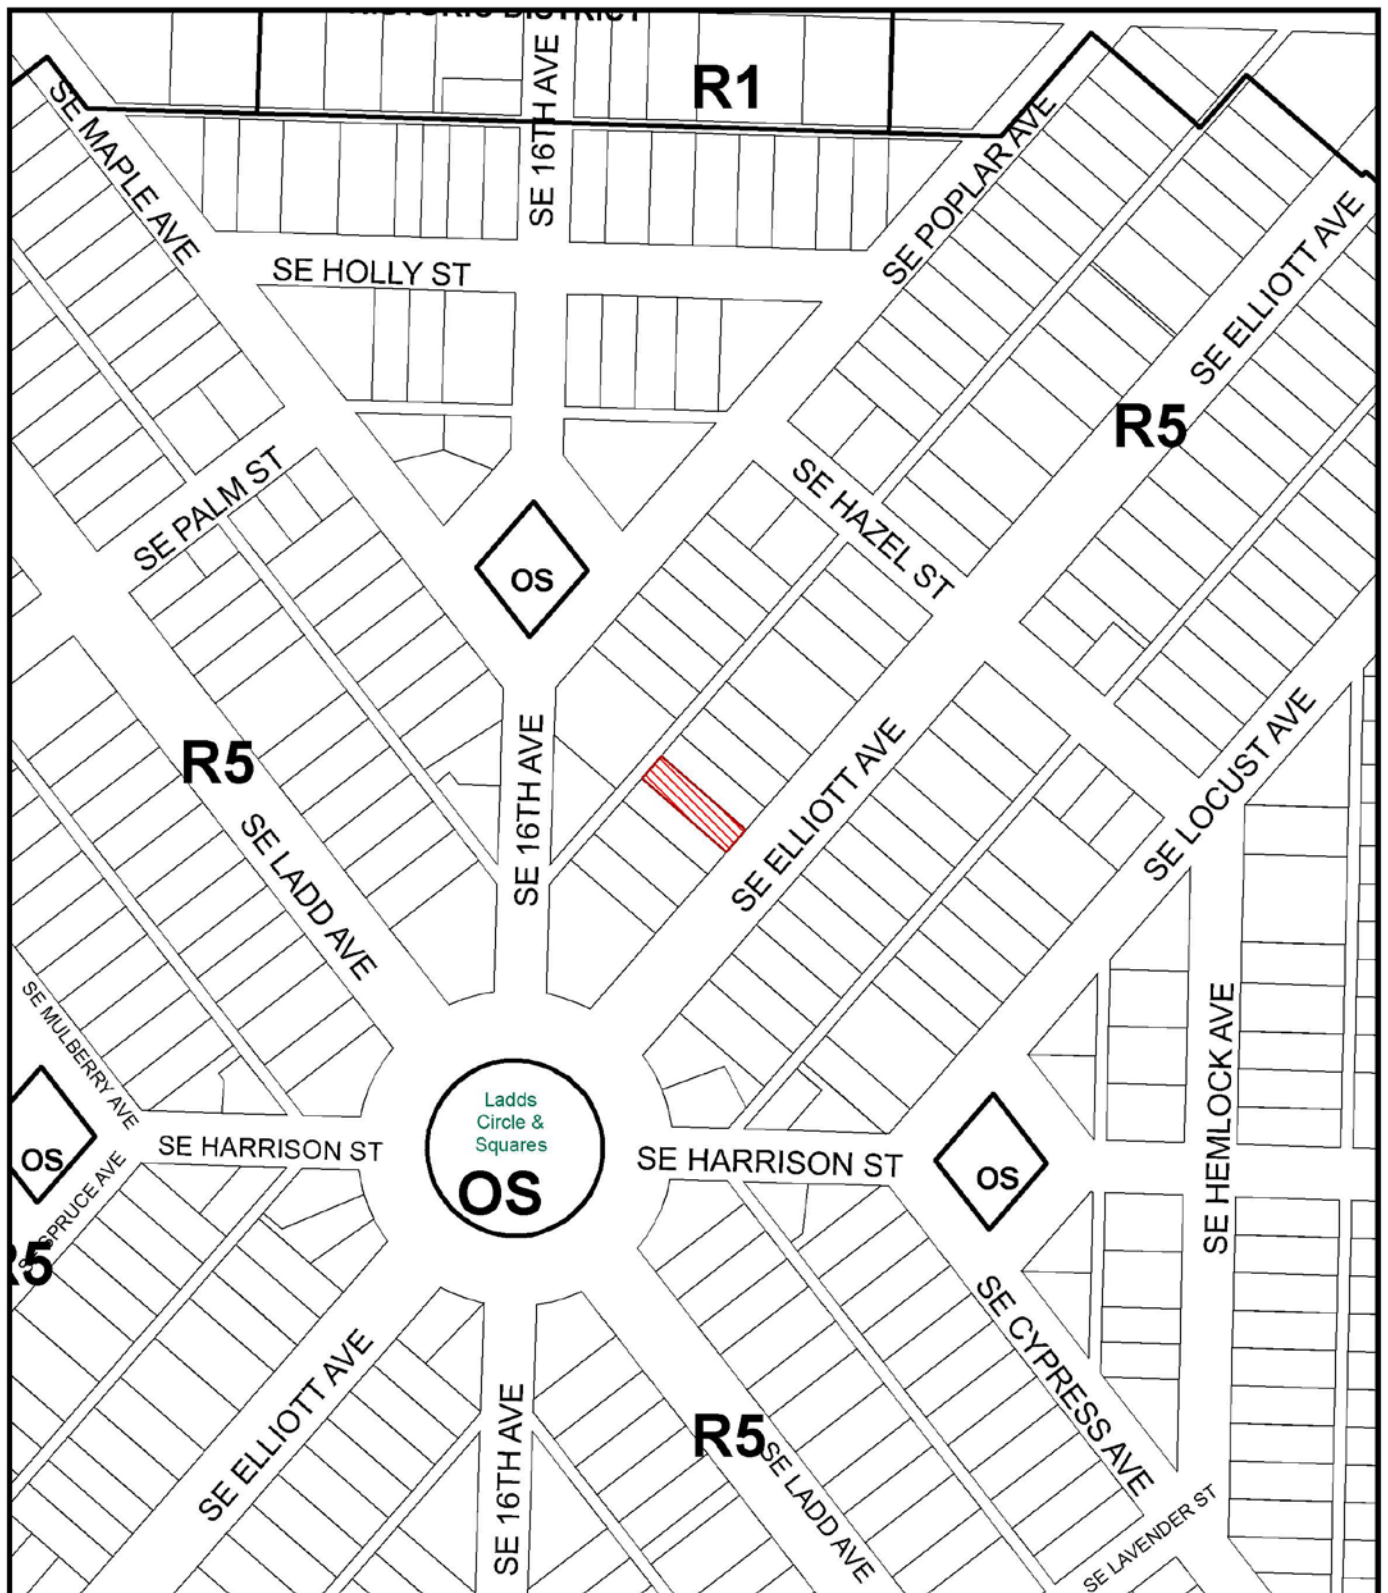 HISTORIC DISTRICT
R1
SE 16TH AVE
SE MAPLE AVE
SE POPLAR AVE
SE HOLLY ST
SE ELLIOTT AVE
R5
SE PALM ST
SE HAZEL ST
OS
R5
SE 16TH AVE
SE ELLIOTT AVE
SE LOCUST AVE
SE LADD AVE
SE MULBERRY AVE
SE HEMLOCK AVE
Ladds
Circle &
Squares
OS
SE HARRISON ST
SE HARRISON ST
OS
OS
SPRUCE AVE
R5
SE ELLIOTT AVE
SE 16TH AVE
R5
SE LADD AVE
SE CYPRESS AVE
SE LAVENDER ST